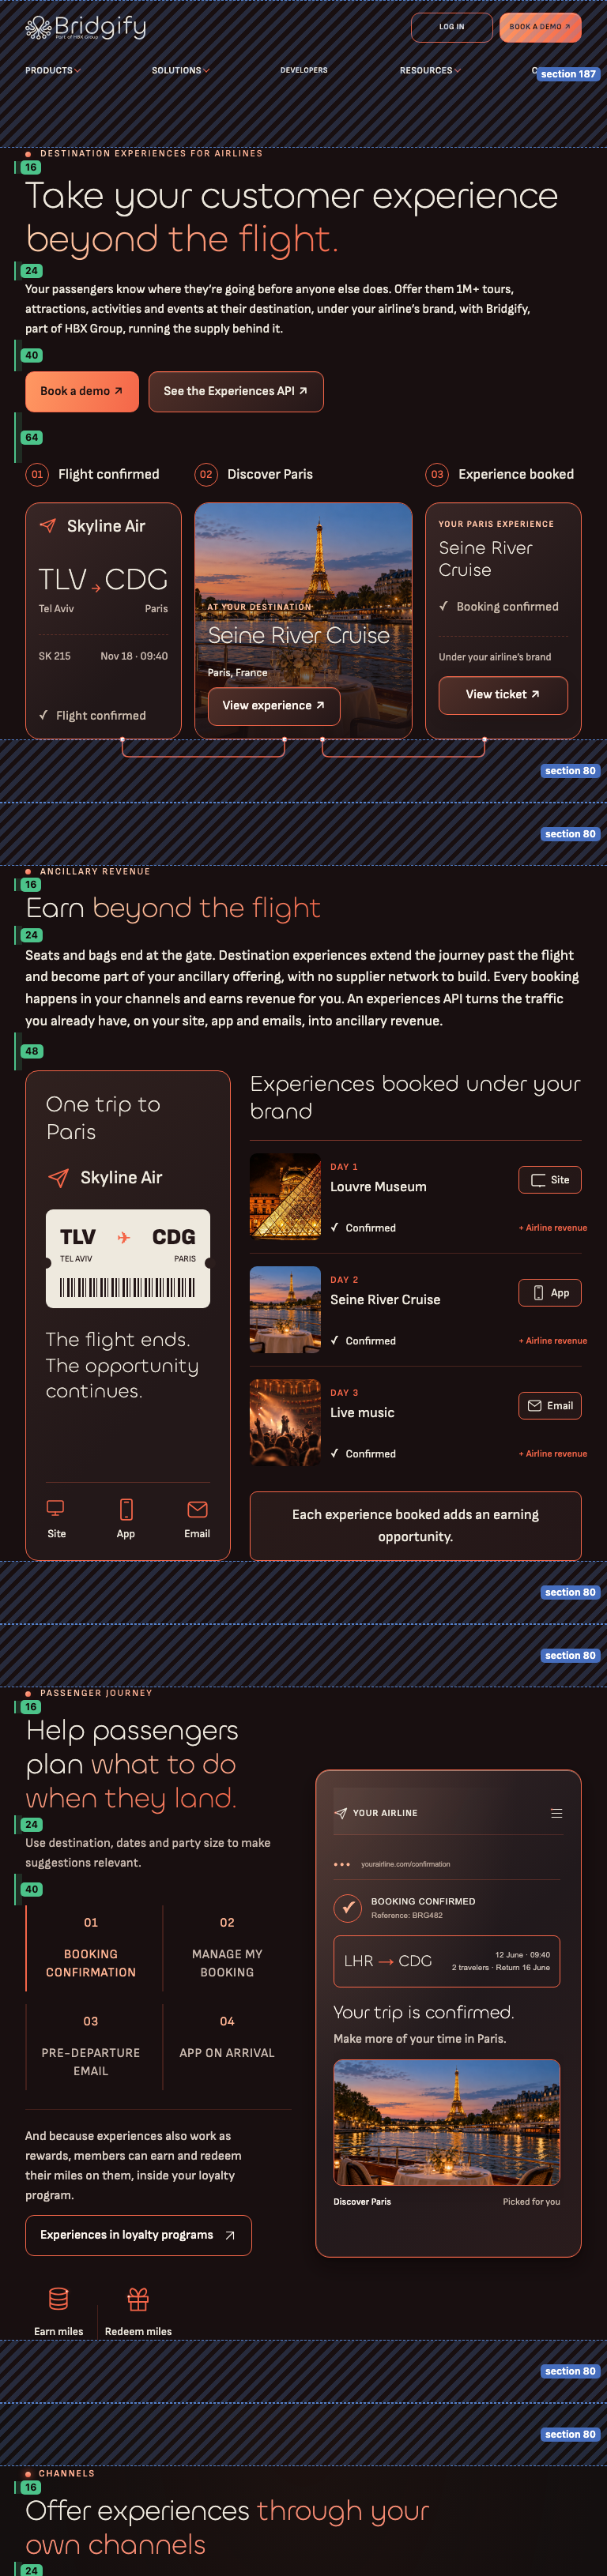 Bridgify
Part of HBX Group
LOG IN
BOOK A DEMO ↗
PRODUCTS
SOLUTIONS
DEVELOPERS
RESOURCES
section 187
DESTINATION EXPERIENCES FOR AIRLINES
16
Take your customer experience
beyond the flight.
24
Your passengers know where they're going before anyone else does. Offer them 1M+ tours,
attractions, activities and events at their destination, under your airline's brand, with Bridgify,
part of HBX Group, running the supply behind it.
40
Book a demo ↗
See the Experiences API ↗
64
01 Flight confirmed
02 Discover Paris
03 Experience booked
Skyline Air
TLV → CDG
Tel Aviv Paris
SK 215 Nov 18 · 09:40
✓ Flight confirmed
AT YOUR DESTINATION
Seine River Cruise
Paris, France
View experience ↗
YOUR PARIS EXPERIENCE
Seine River
Cruise
✓ Booking confirmed
Under your airline's brand
View ticket ↗
section 80
section 80
ANCILLARY REVENUE
16
Earn beyond the flight
24
Seats and bags end at the gate. Destination experiences extend the journey past the flight
and become part of your ancillary offering, with no supplier network to build. Every booking
happens in your channels and earns revenue for you. An experiences API turns the traffic
you already have, on your site, app and emails, into ancillary revenue.
48
One trip to
Paris
Skyline Air
TLV ✈ CDG
TEL AVIV PARIS
The flight ends.
The opportunity
continues.
Site App Email
Experiences booked under your
brand
DAY 1
Louvre Museum
✓ Confirmed
Site
+ Airline revenue
DAY 2
Seine River Cruise
✓ Confirmed
App
+ Airline revenue
DAY 3
Live music
✓ Confirmed
Email
+ Airline revenue
Each experience booked adds an earning
opportunity.
section 80
section 80
PASSENGER JOURNEY
16
Help passengers
plan what to do
when they land.
24
Use destination, dates and party size to make
suggestions relevant.
40
01
BOOKING
CONFIRMATION
02
MANAGE MY
BOOKING
03
PRE-DEPARTURE
EMAIL
04
APP ON ARRIVAL
And because experiences also work as
rewards, members can earn and redeem
their miles on them, inside your loyalty
program.
Experiences in loyalty programs ↗
Earn miles
Redeem miles
YOUR AIRLINE
yourairline.com/confirmation
BOOKING CONFIRMED
Reference: BRG482
LHR → CDG
12 June · 09:40
2 travelers · Return 16 June
Your trip is confirmed.
Make more of your time in Paris.
Discover Paris
Picked for you
section 80
section 80
CHANNELS
16
Offer experiences through your
own channels
24